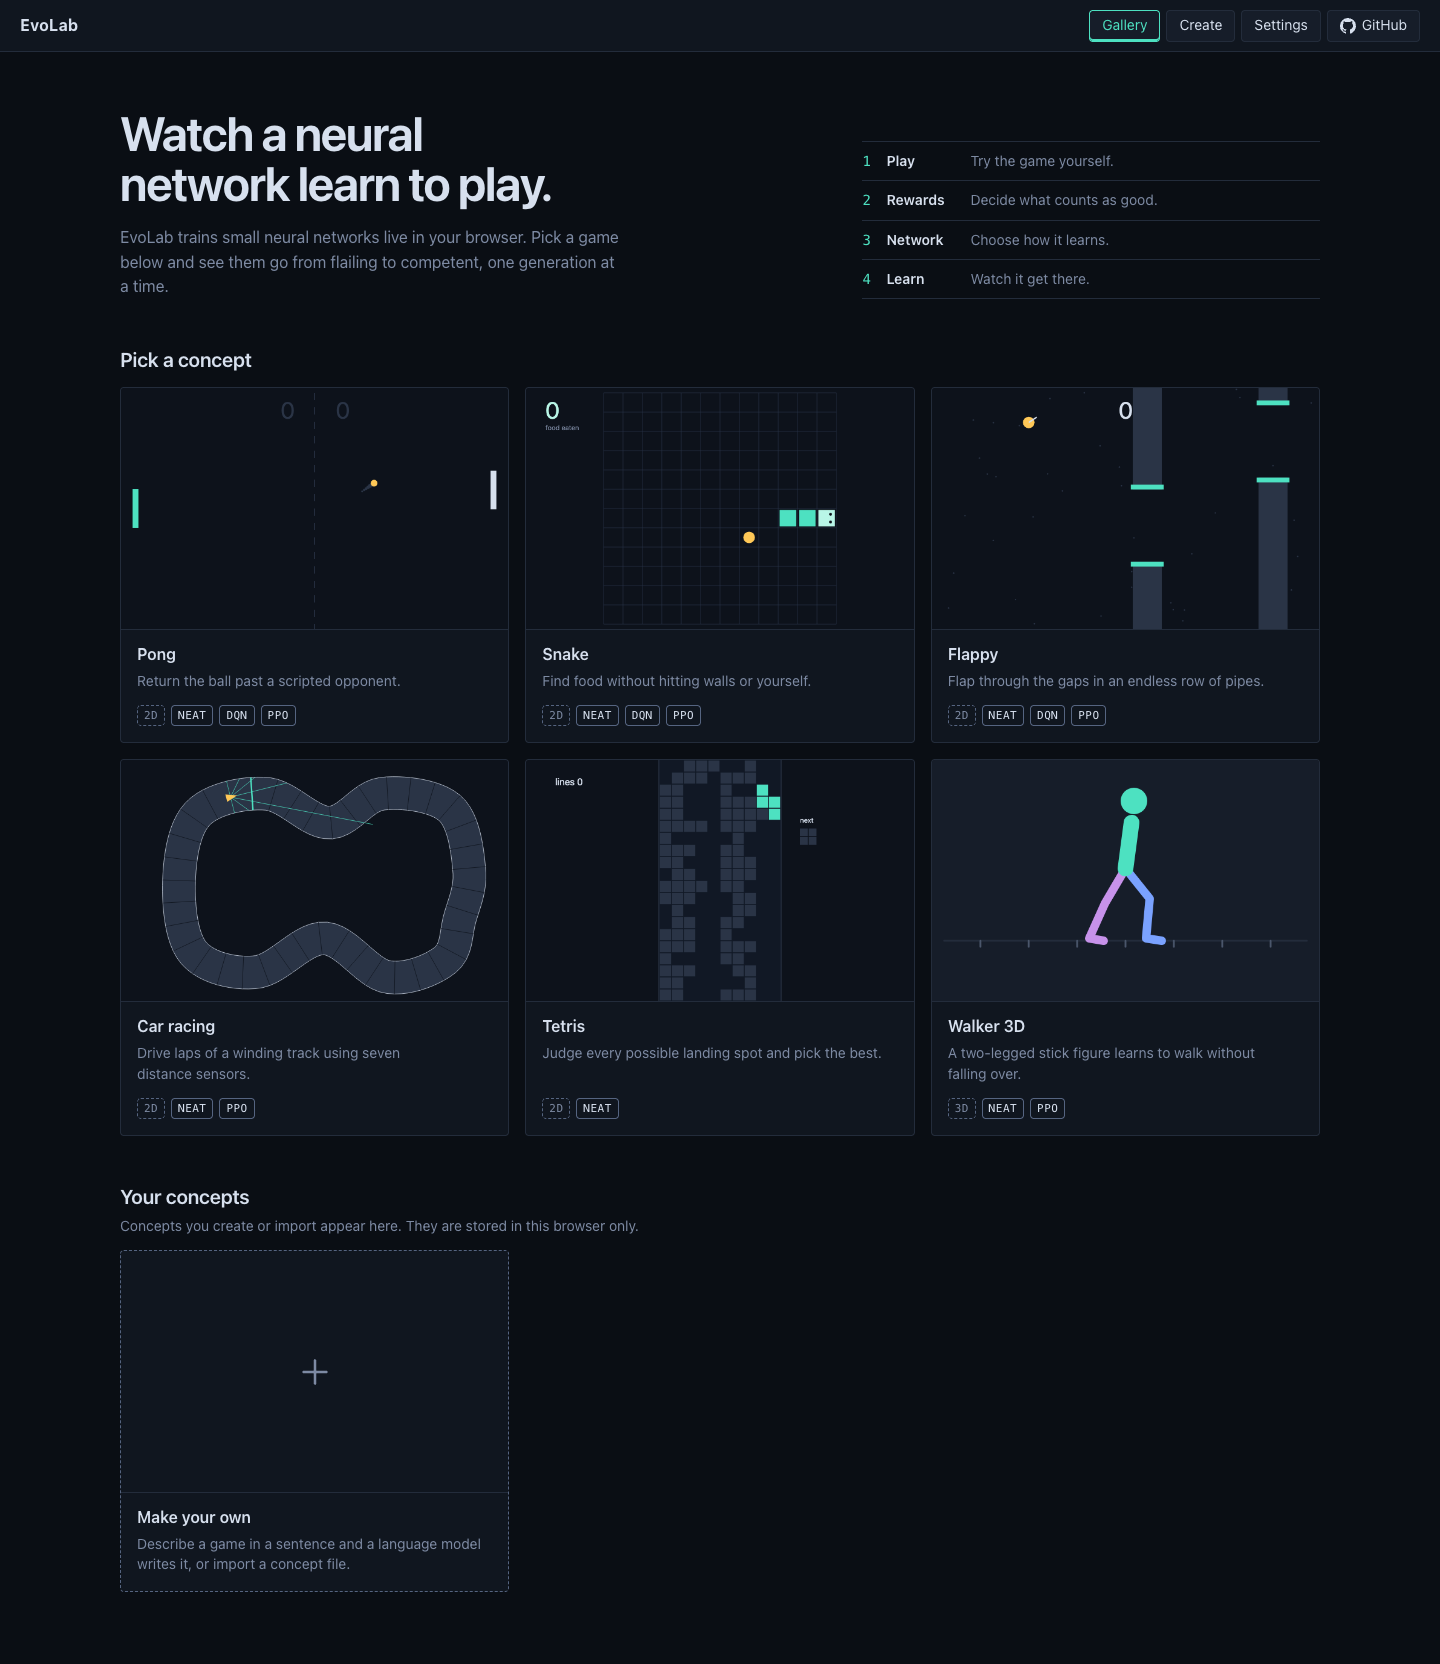 EvoLab
Gallery
Create
Settings
GitHub
Watch a neural
network learn to play.
EvoLab trains small neural networks live in your browser. Pick a game
below and see them go from flailing to competent, one generation at
a time.
1 Play Try the game yourself.
2 Rewards Decide what counts as good.
3 Network Choose how it learns.
4 Learn Watch it get there.
Pick a concept
0 0
Pong
Return the ball past a scripted opponent.
2D NEAT DQN PPO
0
food eaten
Snake
Find food without hitting walls or yourself.
2D NEAT DQN PPO
0
Flappy
Flap through the gaps in an endless row of pipes.
2D NEAT DQN PPO
Car racing
Drive laps of a winding track using seven
distance sensors.
2D NEAT PPO
lines 0
next
Tetris
Judge every possible landing spot and pick the best.
2D NEAT
Walker 3D
A two-legged stick figure learns to walk without
falling over.
3D NEAT PPO
Your concepts
Concepts you create or import appear here. They are stored in this browser only.
Make your own
Describe a game in a sentence and a language model
writes it, or import a concept file.